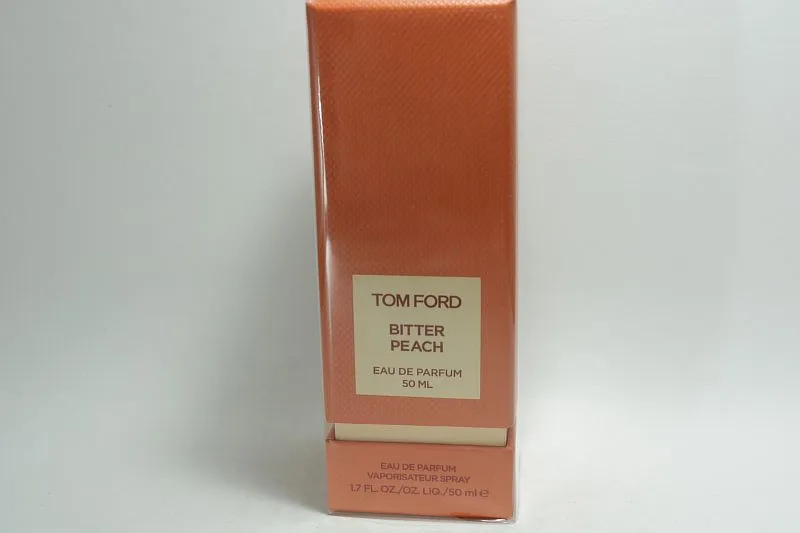 TOM FORD
BITTER
PEACH
EAU DE PARFUM
50 ML
EAU DE PARFUM
VAPORISATEUR SPRAY
1.7 FL. OZ./OZ. LIQ./50 ml ℮